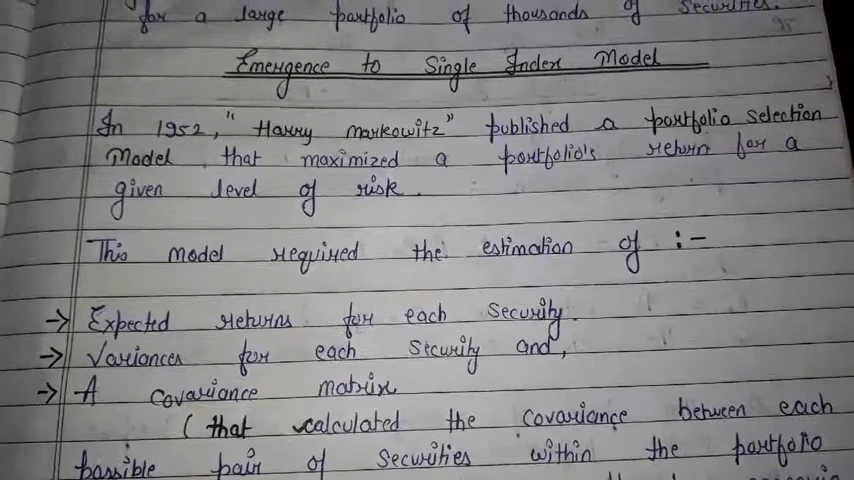 for a large portfolio of thousands of Securities.
Emergence to Single Index Model
In 1952, "Harry Markowitz" published a portfolio selection
Model that maximized a portfolio's return for a
given level of risk.
This model required the estimation of :-
→ Expected returns for each Security.
→ Variances for each Security and,
→ A covariance matrix
(that calculated the covariance between each
possible pair of securities within the portfolio